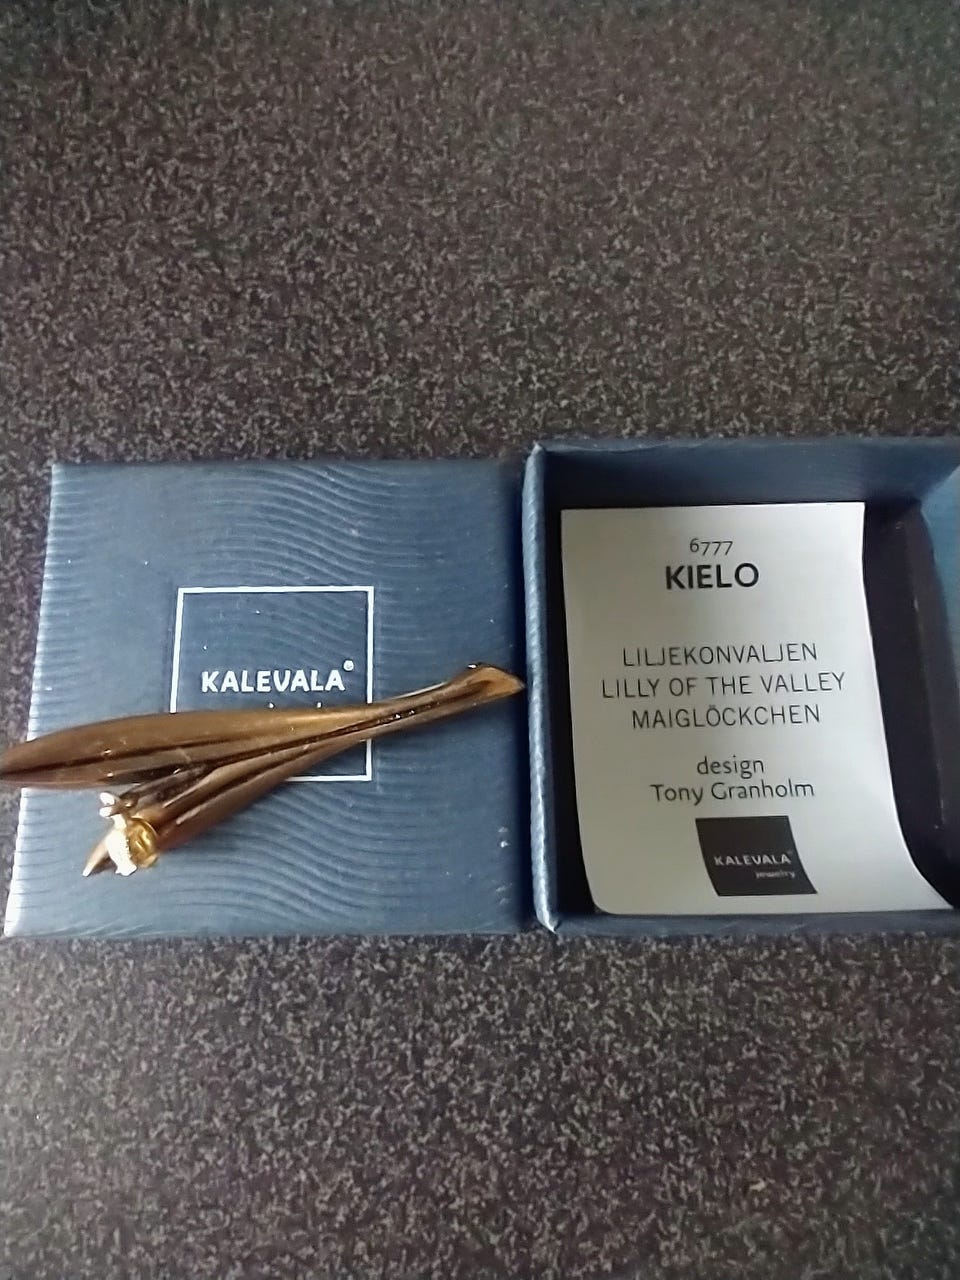 KALEVALA®
6777
KIELO
LILJEKONVALJEN
LILLY OF THE VALLEY
MAIGLÖCKCHEN
design
Tony Granholm
KALEVALA®
jewelry